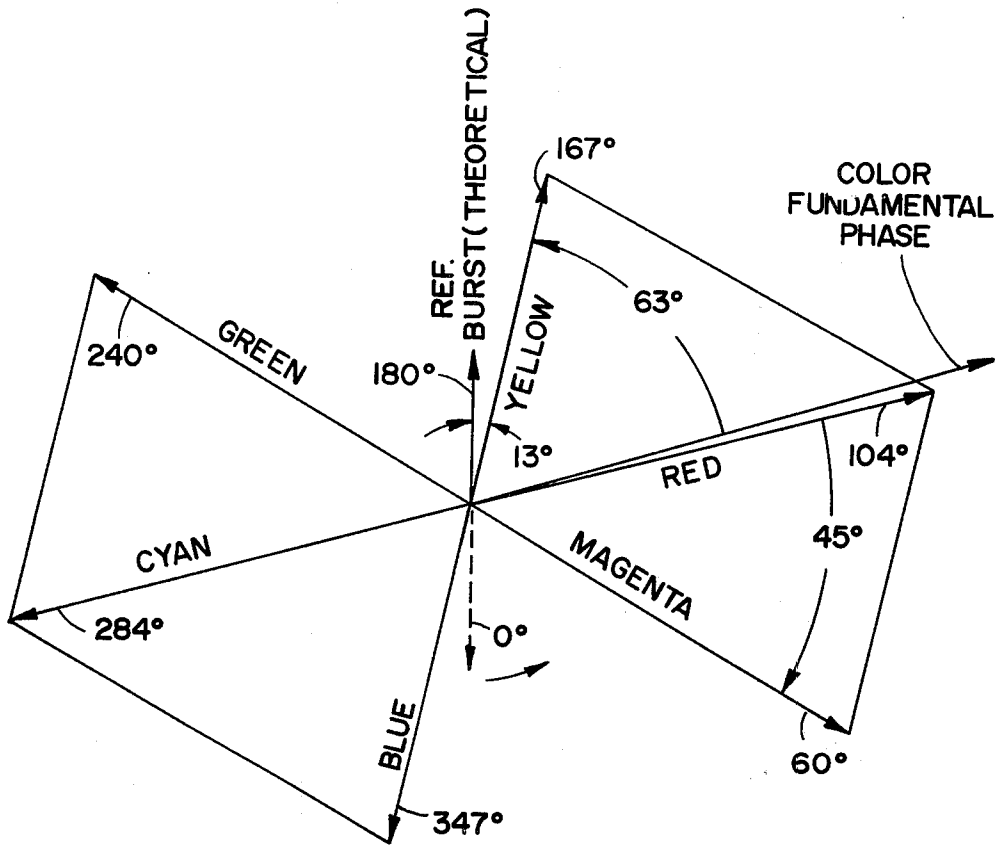 REF.
BURST(THEORETICAL)
167°
COLOR
FUNDAMENTAL
PHASE
63°
YELLOW
GREEN
240°
180°
13°
RED
104°
CYAN
284°
MAGENTA
45°
0°
BLUE
60°
347°